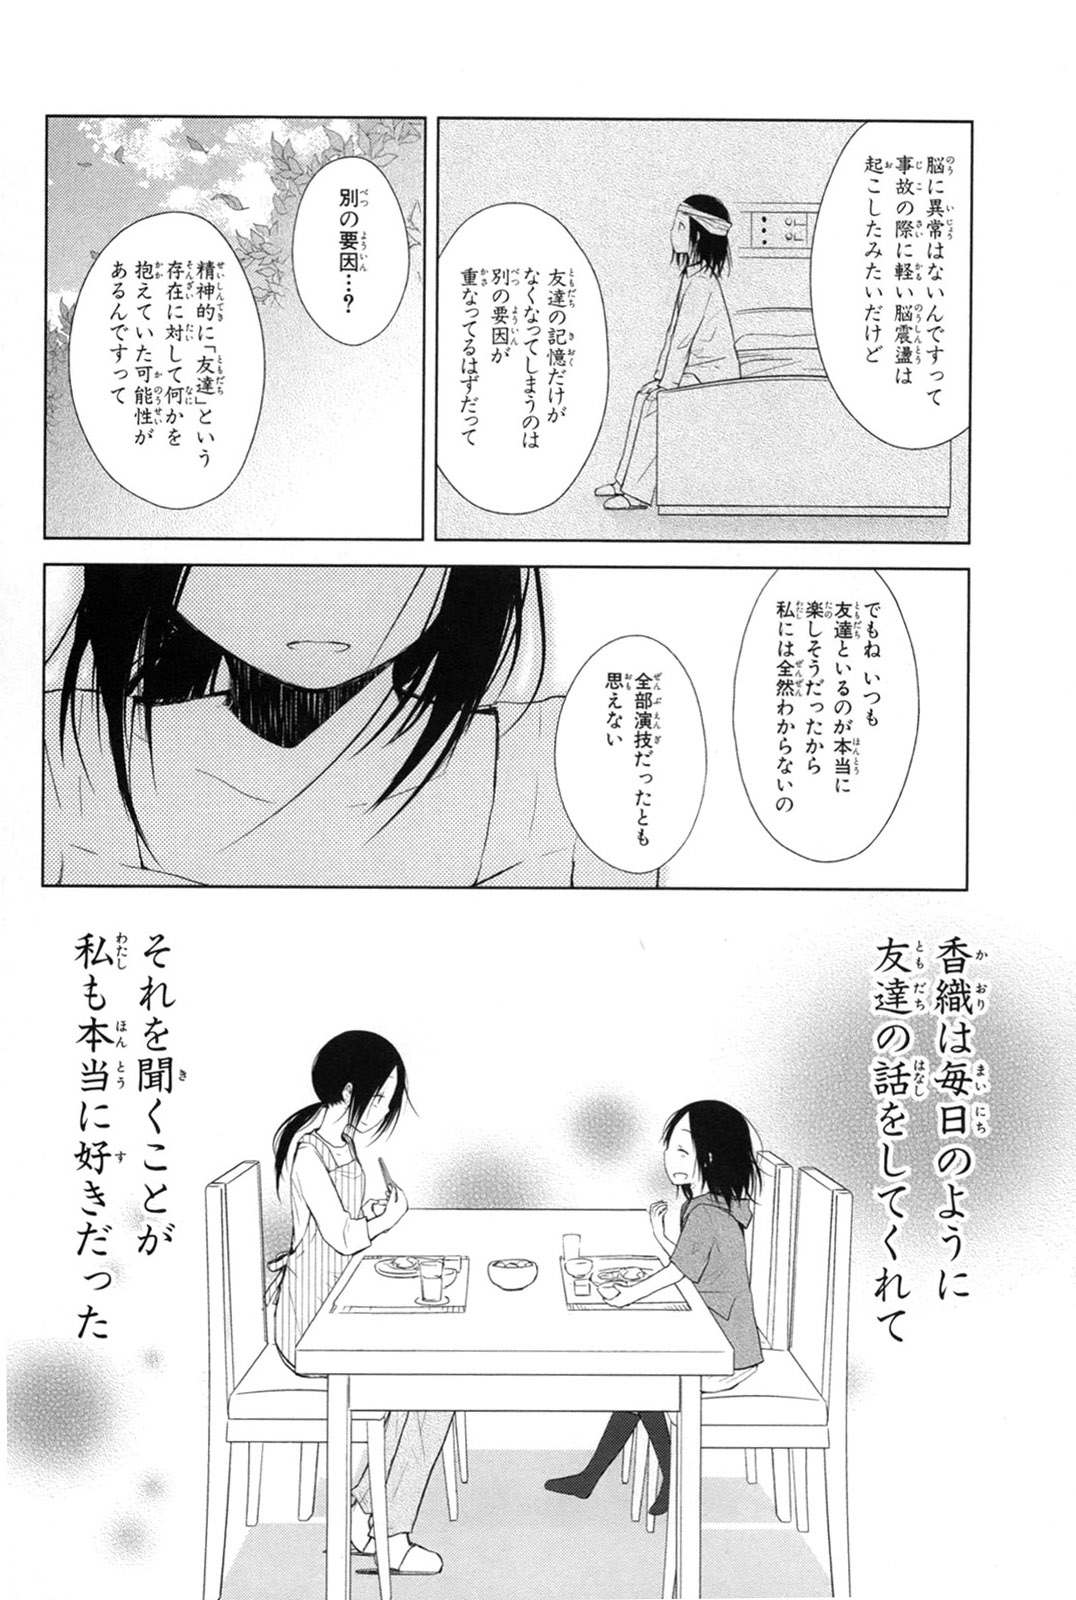 脳に異常はないんですって
事故の際に軽い脳震盪は
起こしたみたいだけど
友達の記憶だけが
なくなってしまうのは
別の要因が
重なってるはずだって
別の要因…?
精神的に「友達」という
存在に対して何かを
抱えていた可能性が
あるんですって
でもね いつも
友達といるのが本当に
楽しそうだったから
私には全然わからないの
全部演技だったとも
思えない
香織は毎日のように
友達の話をしてくれて
それを聞くことが
私も本当に好きだった